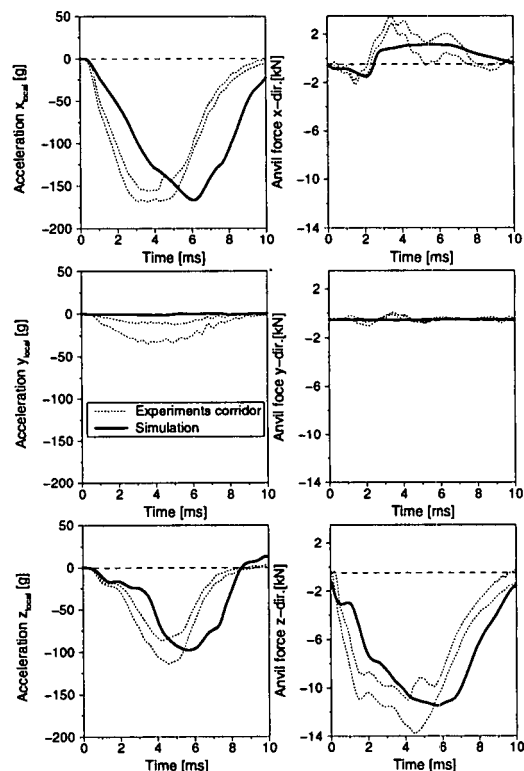 50
0
−50
−100
−150
−200
Acceleration x_local [g]
0 2 4 6 8 10
Time [ms]
2
−2
−6
−10
−14
Anvil force x−dir.[kN]
0 2 4 6 8 10
Time [ms]
50
0
−50
−100
−150
−200
Acceleration y_local [g]
Experiments corridor
Simulation
0 2 4 6 8 10
Time [ms]
2
−2
−6
−10
−14
Anvil foce y−dir.[kN]
0 2 4 6 8 10
Time [ms]
50
0
−50
−100
−150
−200
Acceleration z_local [g]
0 2 4 6 8 10
Time [ms]
2
−2
−6
−10
−14
Anvil force z−dir.[kN]
0 2 4 6 8 10
Time [ms]